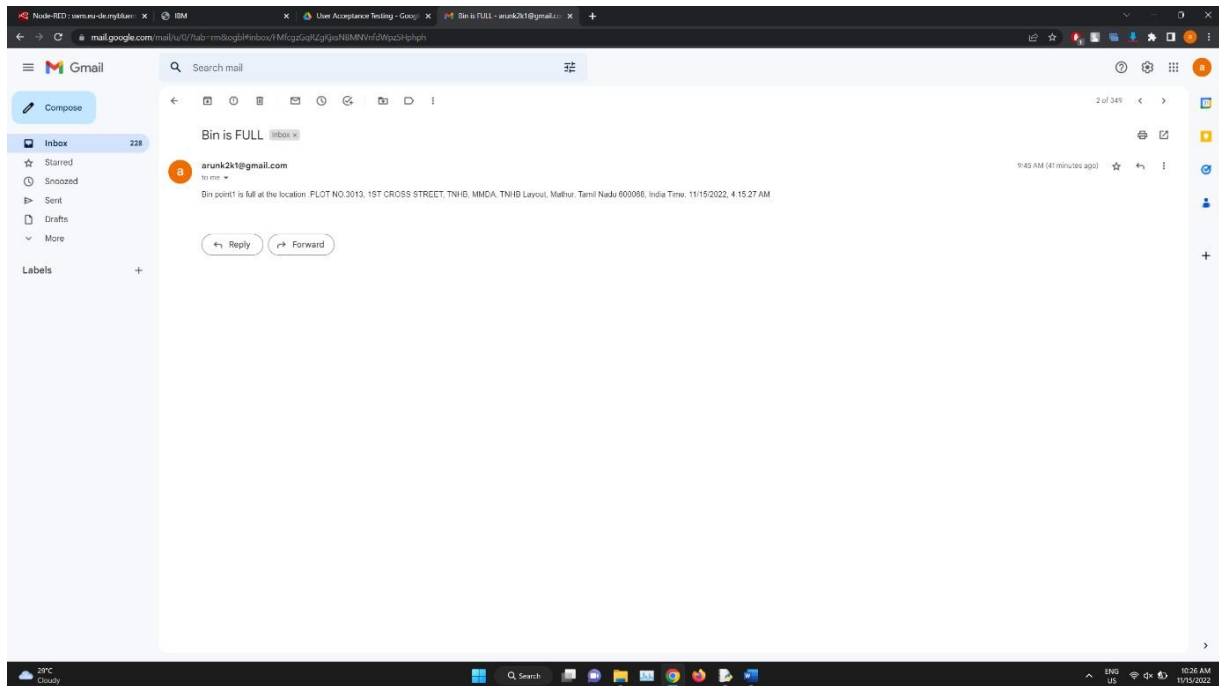 Node-RED : swm.eu-de.mybluem
IBM
User Acceptance Testing - Googl
Bin is FULL - arunk2k1@gmail.co
mail.google.com/mail/u/0/?tab=rm&ogbl#inbox/
Gmail
Search mail
a
Compose
2 of 349
Inbox 228
Starred
Snoozed
Sent
Drafts
More
Labels
Bin is FULL Inbox x
a
arunk2k1@gmail.com
9:45 AM (41 minutes ago)
to me
Bin point1 is full at the location :PLOT NO.3013, 1ST CROSS STREET, TNHB, MMDA, TNHB Layout, Mathur, Tamil Nadu 600068, India Time: 11/15/2022, 4:15:27 AM
Reply
Forward
29°C
Cloudy
Search
ENG
US
10:26 AM
11/15/2022